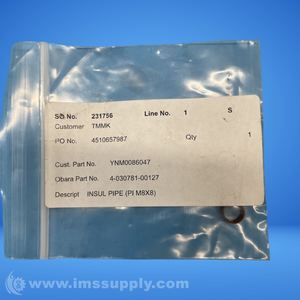 SO No. 231756 Line No. 1 S
Customer TMMK
PO No. 4510657987 Qty 1
Cust. Part No. YNM0086047
Obara Part No. 4-030781-00127
Descript INSUL PIPE (PI M8X8)
© www.imssupply.com